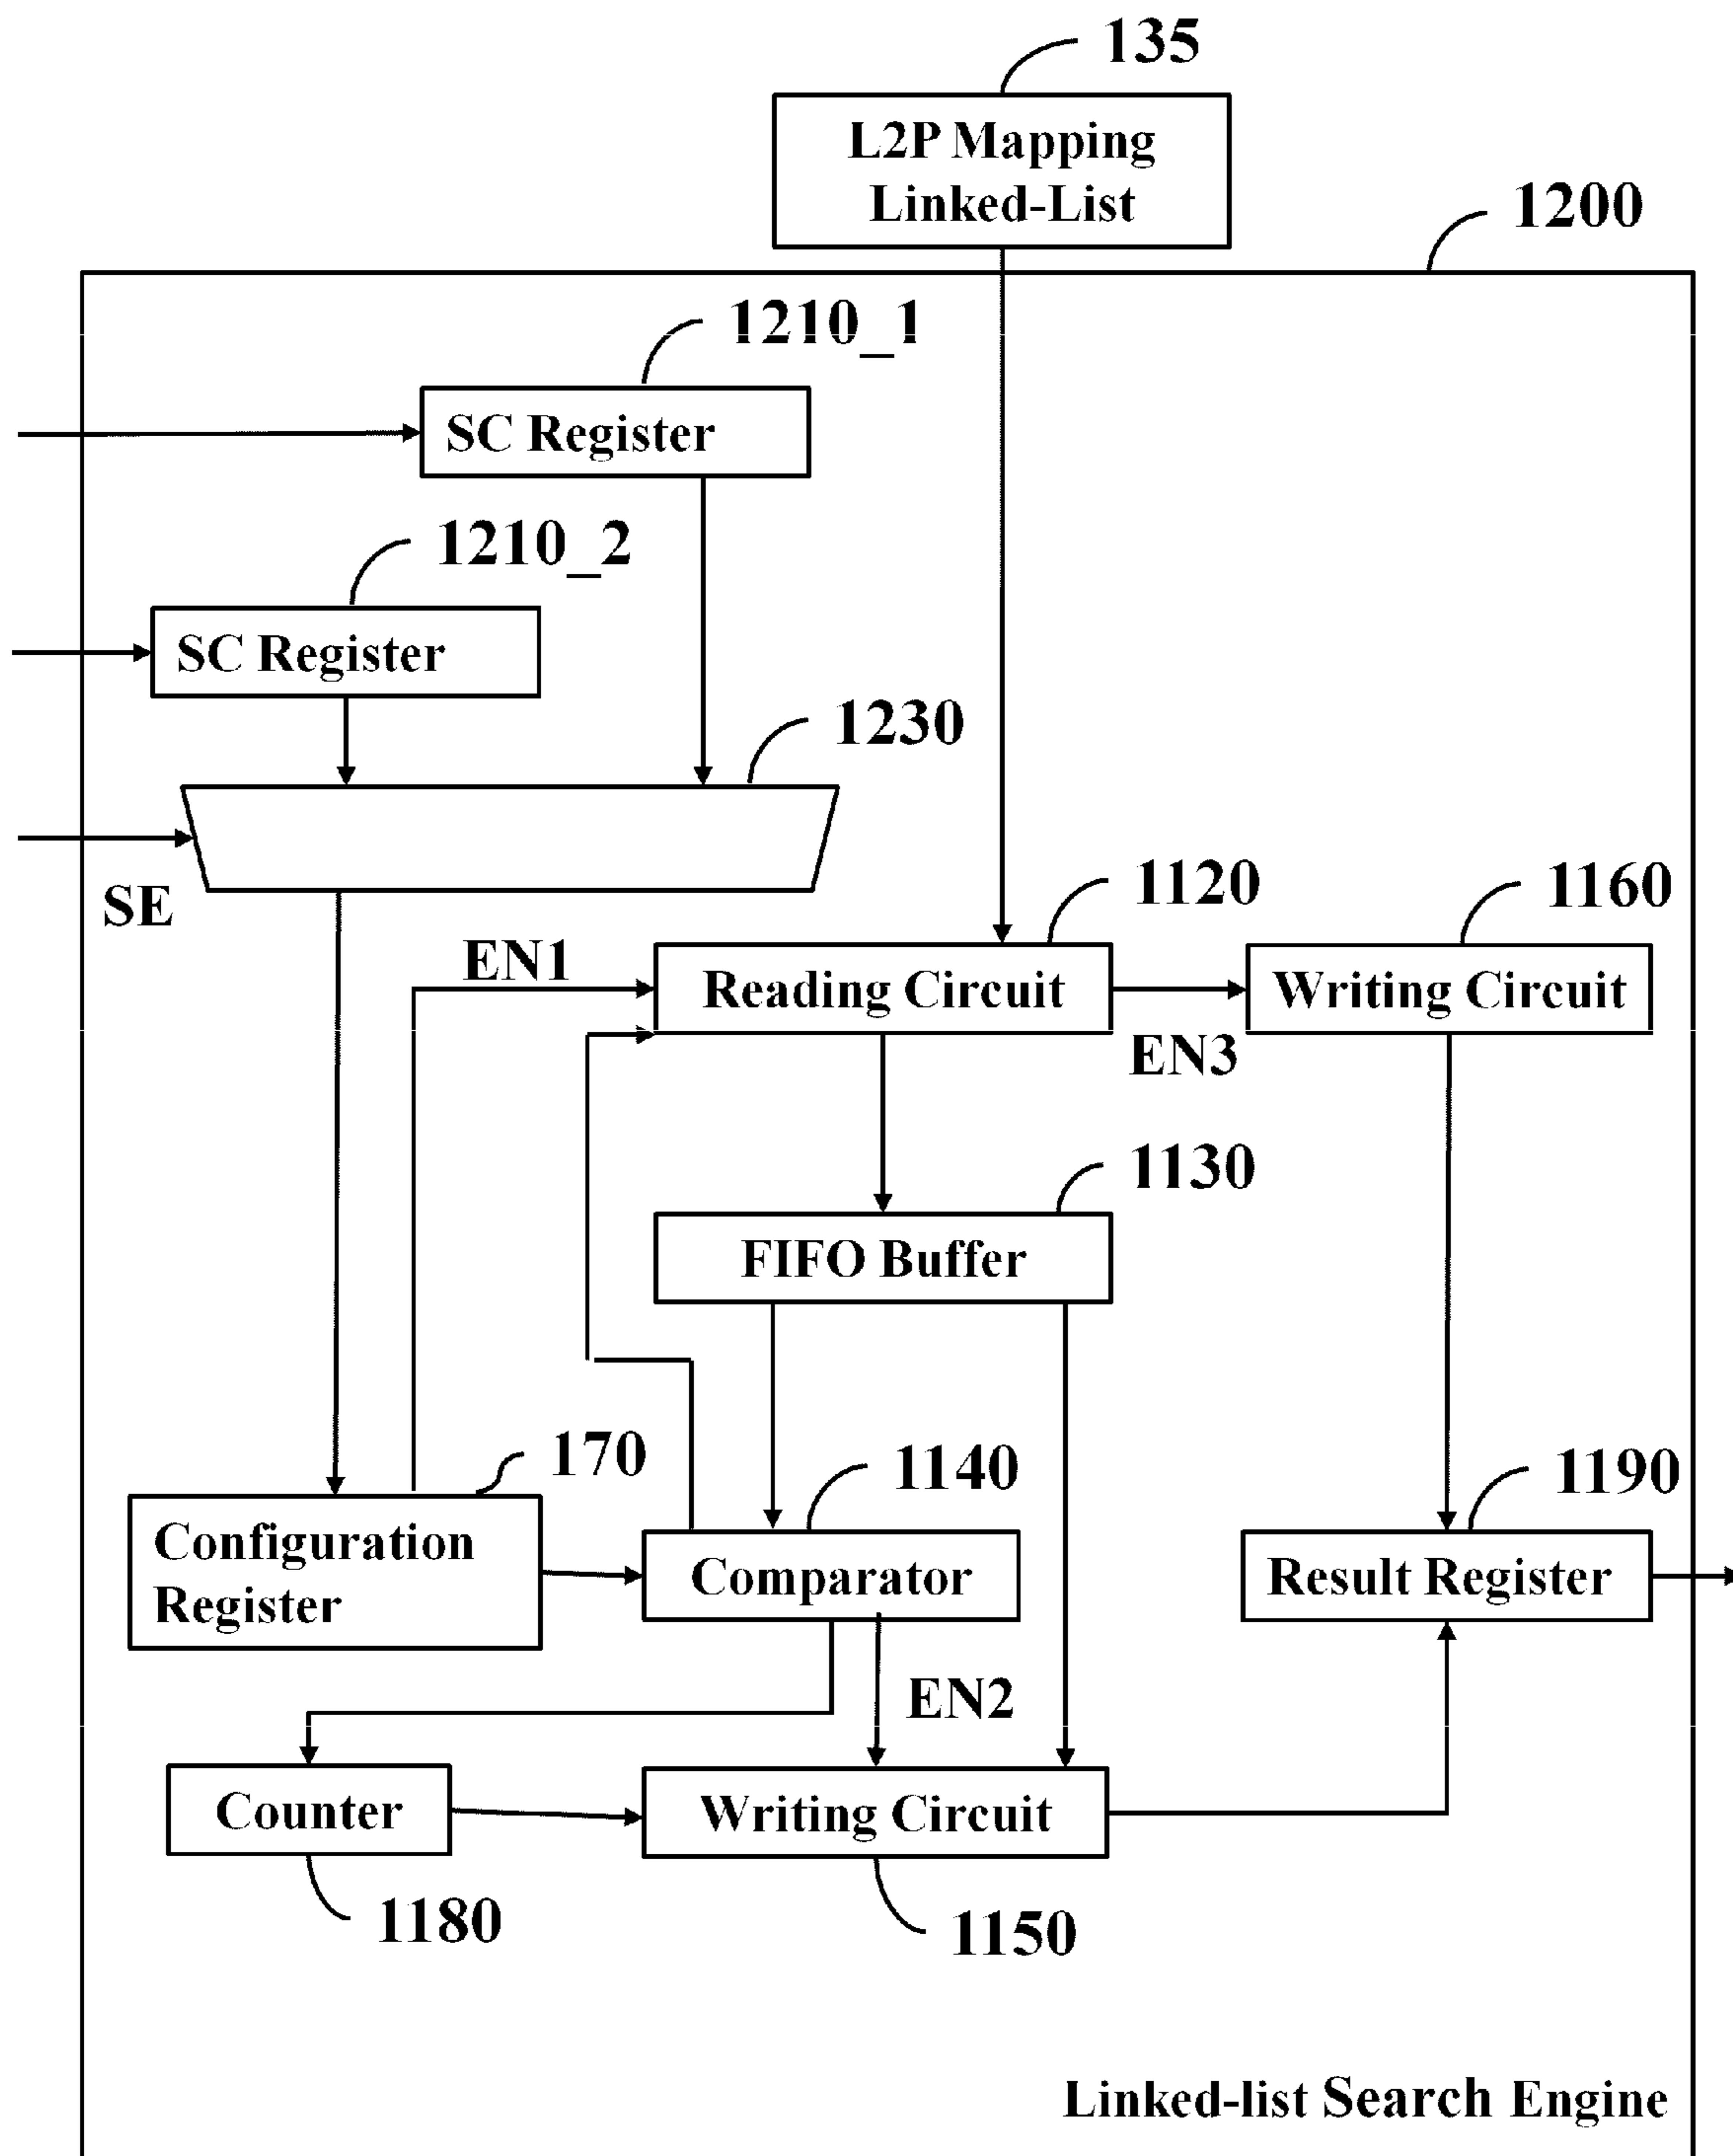 135
L2P Mapping
Linked-List
1200
1210_1
SC Register
1210_2
SC Register
1230
SE
1120
1160
EN1
Reading Circuit
Writing Circuit
EN3
1130
FIFO Buffer
170
1140
1190
Configuration
Register
Comparator
Result Register
EN2
Counter
Writing Circuit
1180
1150
Linked-list Search Engine